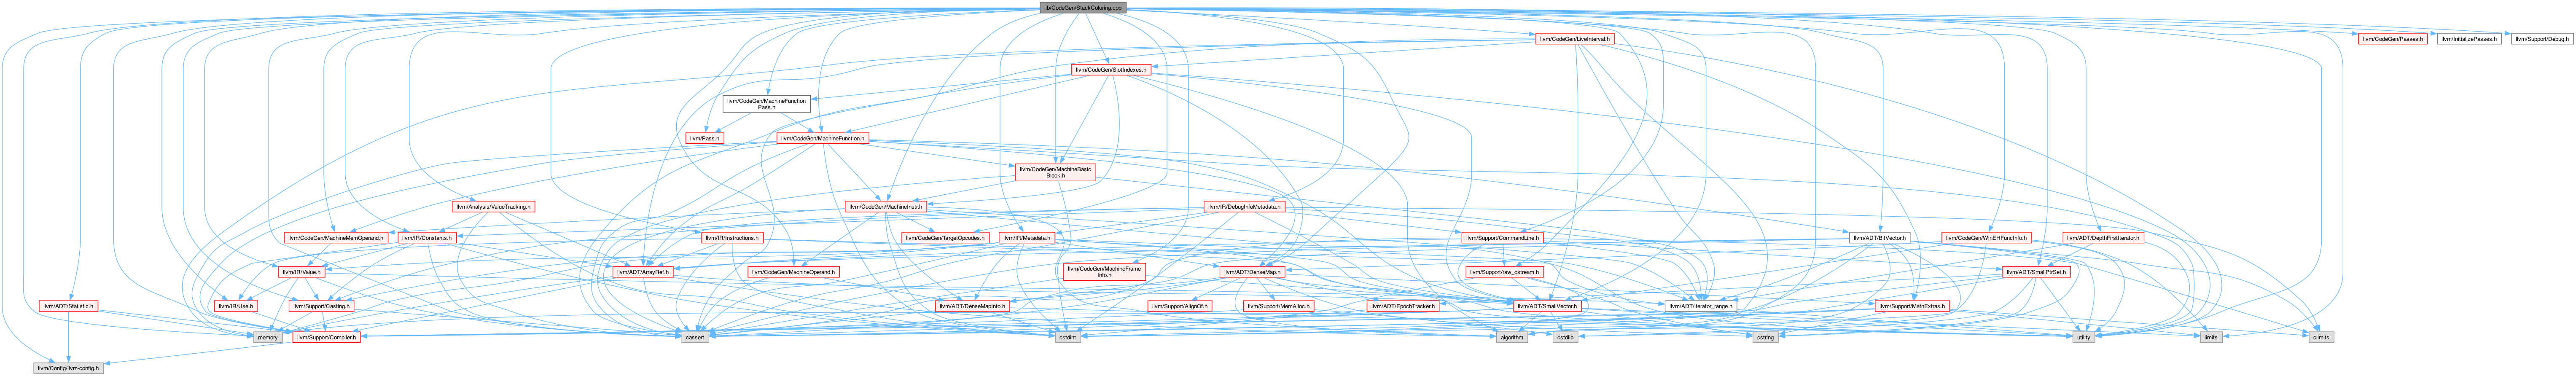 lib/CodeGen/StackColoring.cpp
llvm/CodeGen/LiveInterval.h
llvm/CodeGen/Passes.h
llvm/InitializePasses.h
llvm/Support/Debug.h
llvm/CodeGen/SlotIndexes.h
llvm/CodeGen/MachineFunction
Pass.h
llvm/Pass.h
llvm/CodeGen/MachineFunction.h
llvm/CodeGen/MachineBasic
Block.h
llvm/Analysis/ValueTracking.h
llvm/CodeGen/MachineInstr.h
llvm/IR/DebugInfoMetadata.h
llvm/CodeGen/MachineMemOperand.h
llvm/IR/Constants.h
llvm/IR/Instructions.h
llvm/CodeGen/TargetOpcodes.h
llvm/IR/Metadata.h
llvm/Support/CommandLine.h
llvm/ADT/BitVector.h
llvm/CodeGen/WinEHFuncInfo.h
llvm/ADT/DepthFirstIterator.h
llvm/IR/Value.h
llvm/ADT/ArrayRef.h
llvm/CodeGen/MachineOperand.h
llvm/CodeGen/MachineFrame
Info.h
llvm/ADT/DenseMap.h
llvm/Support/raw_ostream.h
llvm/ADT/SmallPtrSet.h
llvm/ADT/Statistic.h
llvm/IR/Use.h
llvm/Support/Casting.h
llvm/ADT/DenseMapInfo.h
llvm/Support/AlignOf.h
llvm/Support/MemAlloc.h
llvm/ADT/EpochTracker.h
llvm/ADT/SmallVector.h
llvm/ADT/iterator_range.h
llvm/Support/MathExtras.h
memory
llvm/Support/Compiler.h
cassert
cstdint
algorithm
cstdlib
cstring
utility
limits
climits
llvm/Config/llvm-config.h